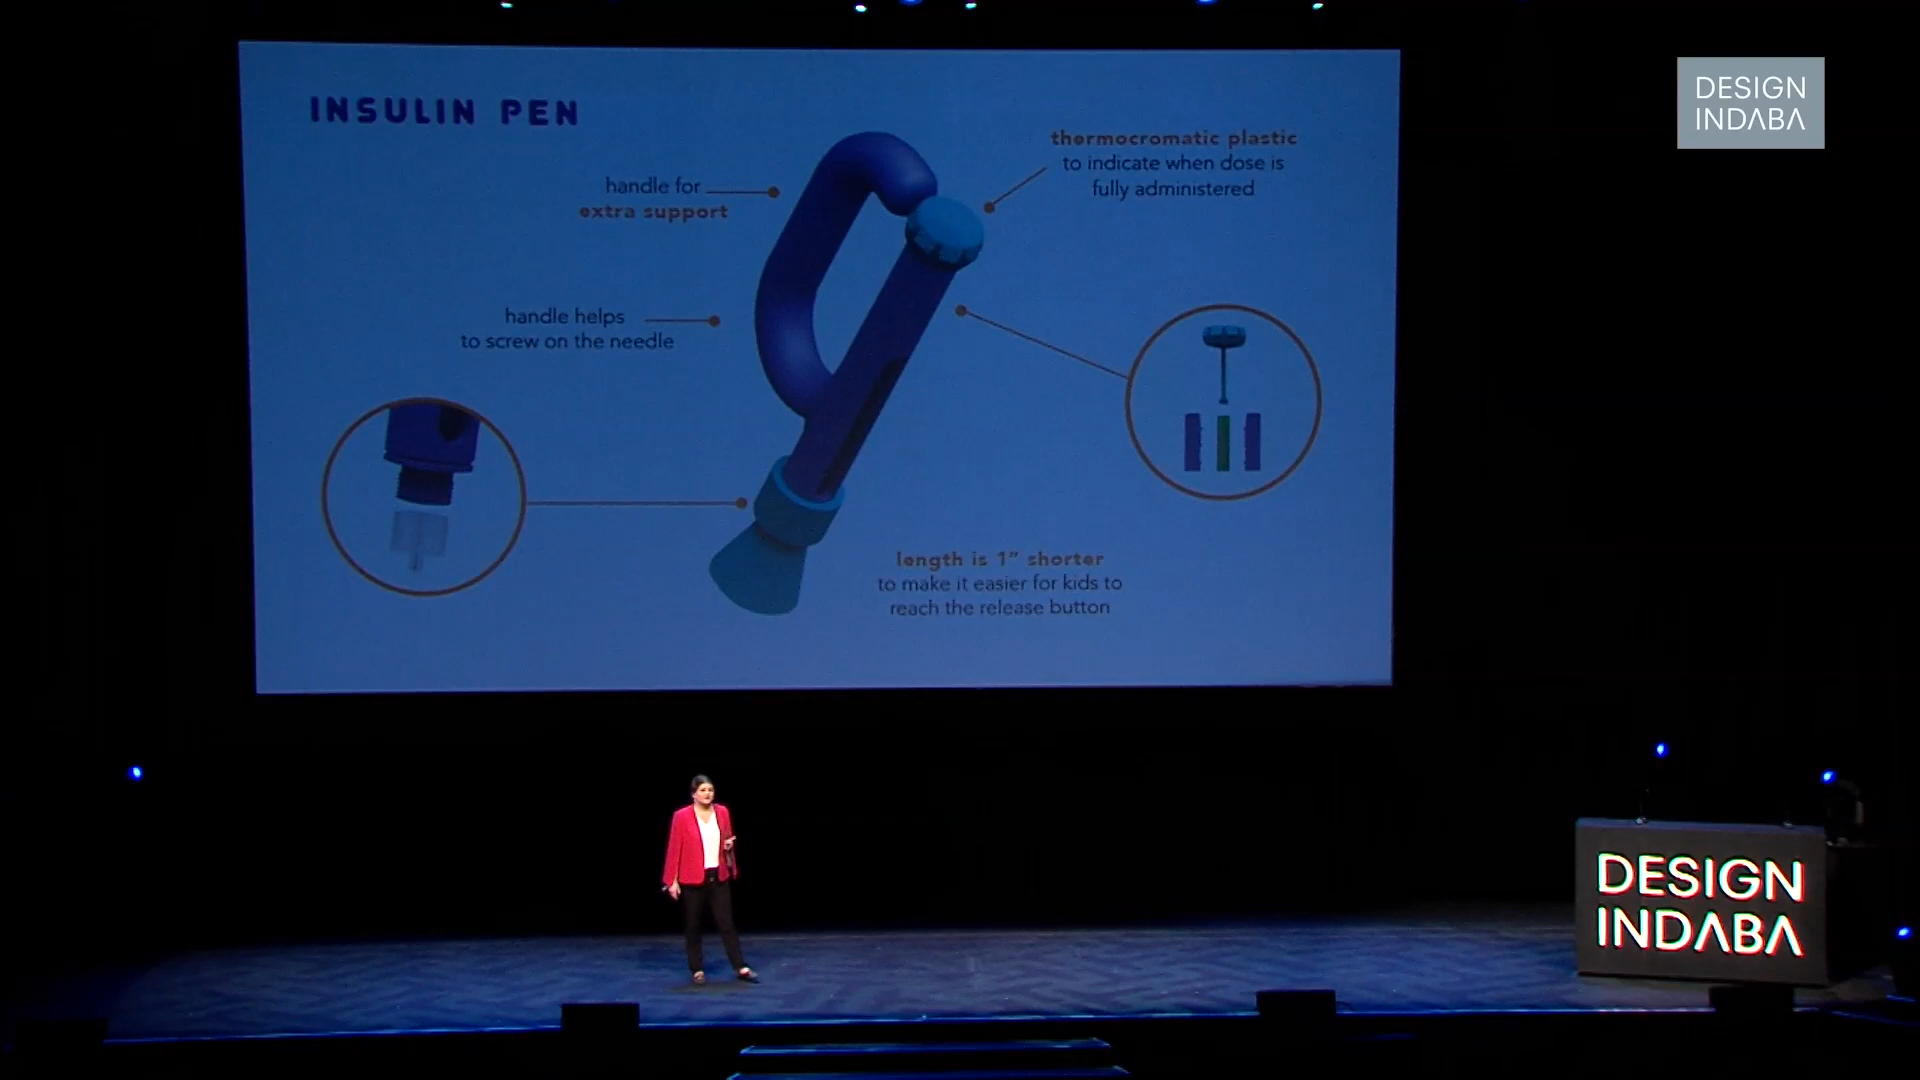 DESIGN
INDABA
INSULIN PEN
handle for
extra support
thermocromatic plastic
to indicate when dose is
fully administered
handle helps
to screw on the needle
length is 1" shorter
to make it easier for kids to
reach the release button
DESIGN
INDABA